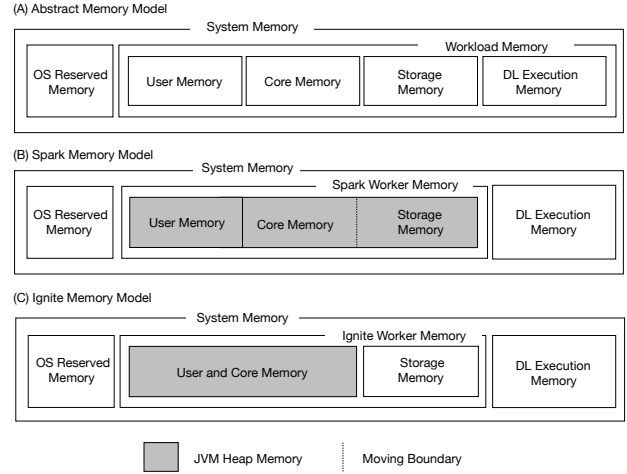 (A) Abstract Memory Model
System Memory
Workload Memory
OS Reserved
Memory
User Memory
Core Memory
Storage
Memory
DL Execution
Memory
(B) Spark Memory Model
System Memory
Spark Worker Memory
OS Reserved
Memory
User Memory
Core Memory
Storage
Memory
DL Execution
Memory
(C) Ignite Memory Model
System Memory
Ignite Worker Memory
OS Reserved
Memory
User and Core Memory
Storage
Memory
DL Execution
Memory
JVM Heap Memory
Moving Boundary